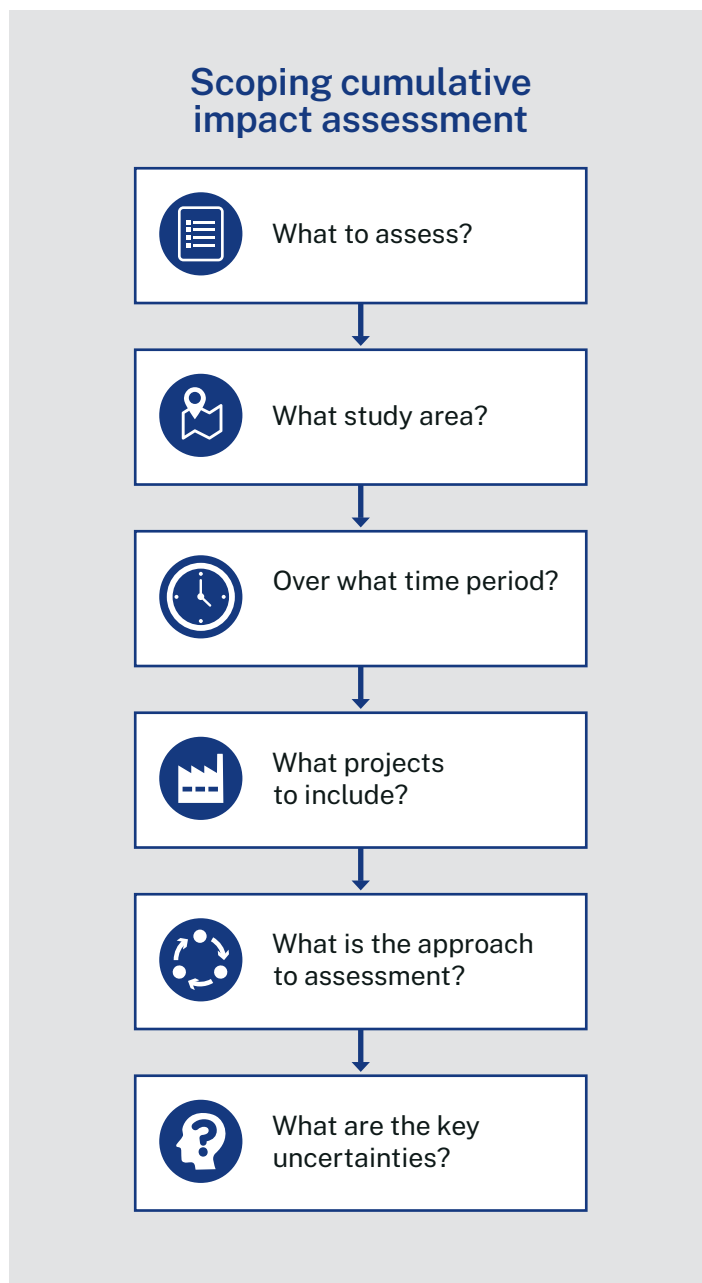 Scoping cumulative
impact assessment
What to assess?
What study area?
Over what time period?
What projects
to include?
What is the approach
to assessment?
What are the key
uncertainties?